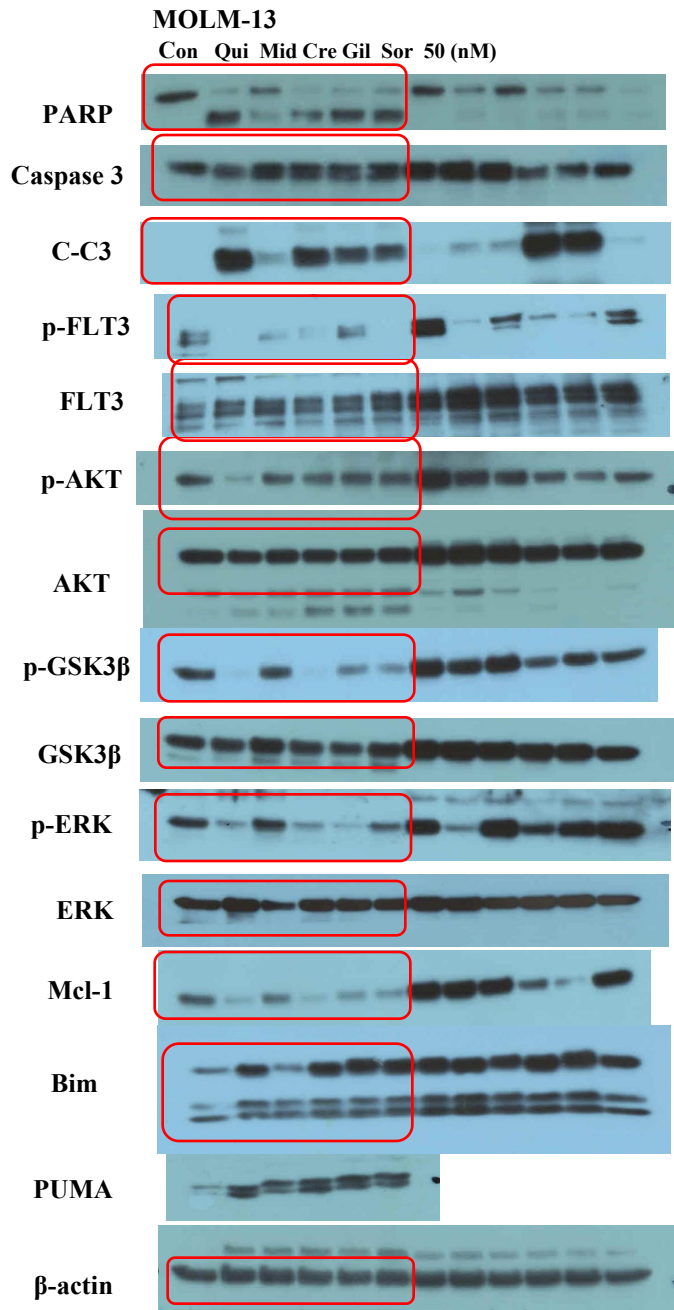 MOLM-13
Con Qui Mid Cre Gil Sor 50 (nM)
PARP
Caspase 3
C-C3
p-FLT3
FLT3
p-AKT
AKT
p-GSK3β
GSK3β
p-ERK
ERK
Mcl-1
Bim
PUMA
β-actin